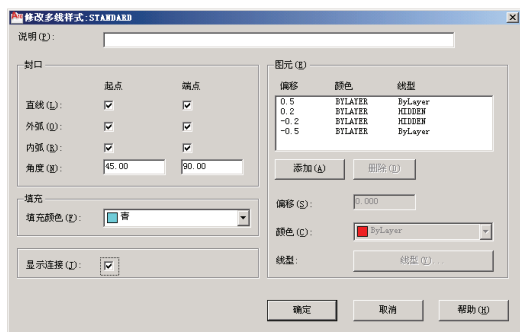 修改多线样式:STANDARD
说明(P):
封口
起点 端点
直线(L):
外弧(O):
内弧(R):
角度(N): 45.00 90.00
填充
填充颜色(F): 青
显示连接(J):
图元(E)
偏移 颜色 线型
0.5 BYLAYER ByLayer
0.2 BYLAYER HIDDEN
-0.2 BYLAYER HIDDEN
-0.5 BYLAYER ByLayer
添加(A) 删除(D)
偏移(S): 0.000
颜色(C): ByLayer
线型: 线型(Y)...
确定 取消 帮助(H)